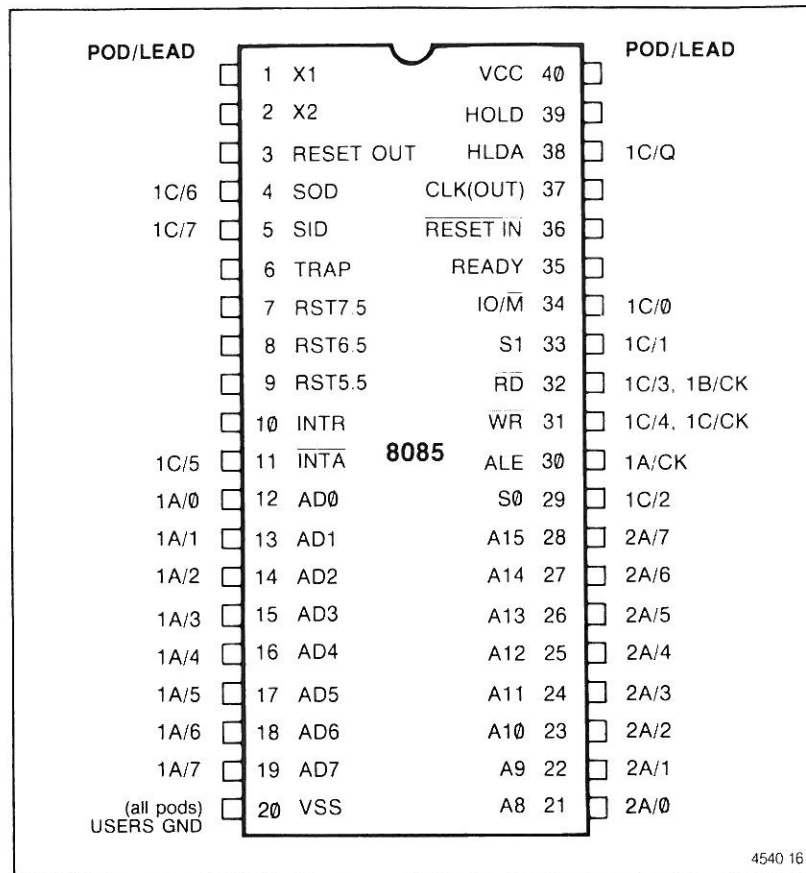 POD/LEAD POD/LEAD
1 X1 VCC 40
2 X2 HOLD 39
3 RESET OUT HLDA 38 1C/Q
1C/6 4 SOD CLK(OUT) 37
1C/7 5 SID RESET IN 36
6 TRAP READY 35
7 RST7.5 IO/M 34 1C/0
8 RST6.5 S1 33 1C/1
9 RST5.5 RD 32 1C/3, 1B/CK
10 INTR WR 31 1C/4, 1C/CK
8085
1C/5 11 INTA ALE 30 1A/CK
1A/0 12 AD0 S0 29 1C/2
1A/1 13 AD1 A15 28 2A/7
1A/2 14 AD2 A14 27 2A/6
1A/3 15 AD3 A13 26 2A/5
1A/4 16 AD4 A12 25 2A/4
1A/5 17 AD5 A11 24 2A/3
1A/6 18 AD6 A10 23 2A/2
1A/7 19 AD7 A9 22 2A/1
(all pods)
USERS GND 20 VSS A8 21 2A/0
4540 16